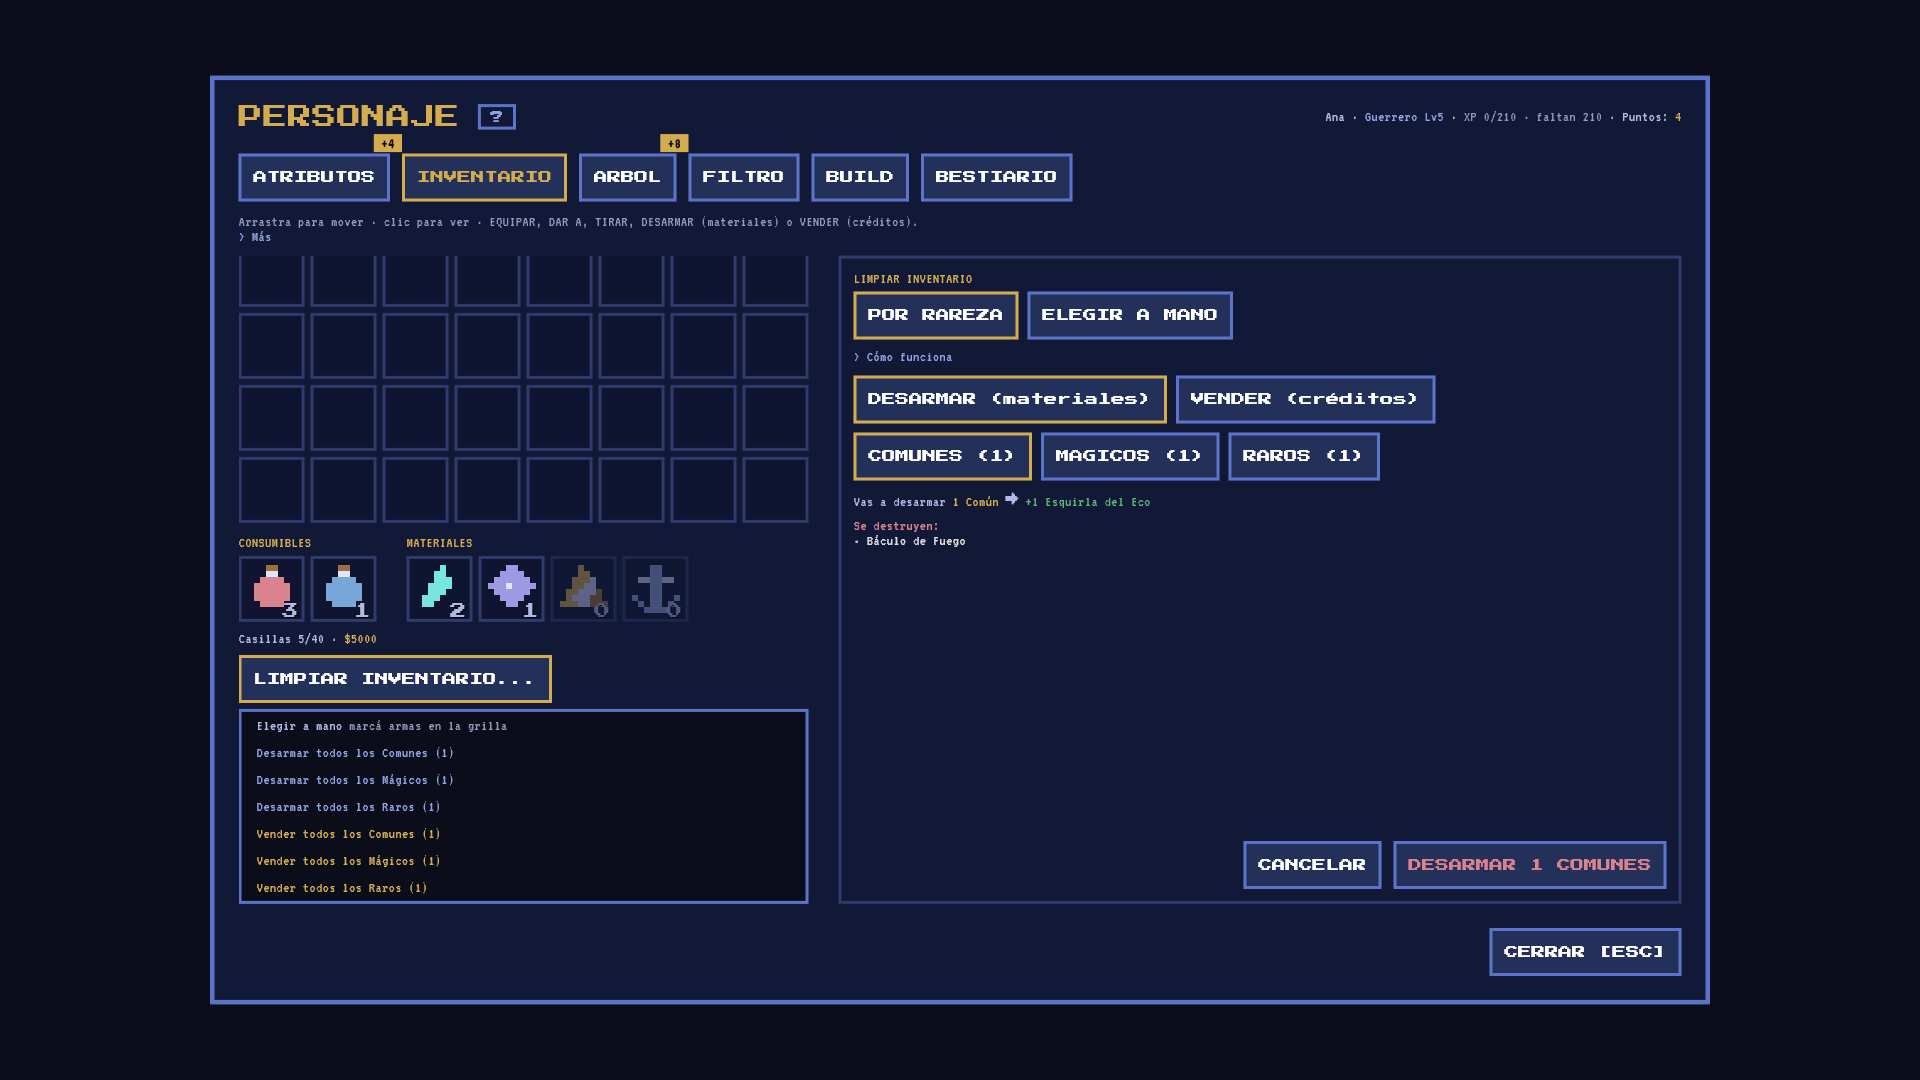 PERSONAJE ?
Ana · Guerrero Lv5 · XP 0/210 · faltan 210 · Puntos: 4
+4
+8
ATRIBUTOS
INVENTARIO
ARBOL
FILTRO
BUILD
BESTIARIO
Arrastra para mover · clic para ver · EQUIPAR, DAR A, TIRAR, DESARMAR (materiales) o VENDER (créditos).
> Más
CONSUMIBLES
MATERIALES
3
1
2
1
0
0
Casillas 5/40 · $5000
LIMPIAR INVENTARIO...
Elegir a mano marcá armas en la grilla
Desarmar todos los Comunes (1)
Desarmar todos los Mágicos (1)
Desarmar todos los Raros (1)
Vender todos los Comunes (1)
Vender todos los Mágicos (1)
Vender todos los Raros (1)
LIMPIAR INVENTARIO
POR RAREZA
ELEGIR A MANO
> Cómo funciona
DESARMAR (materiales)
VENDER (créditos)
COMUNES (1)
MAGICOS (1)
RAROS (1)
Vas a desarmar 1 Común ➡ +1 Esquirla del Eco
Se destruyen:
· Báculo de Fuego
CANCELAR
DESARMAR 1 COMUNES
CERRAR [ESC]